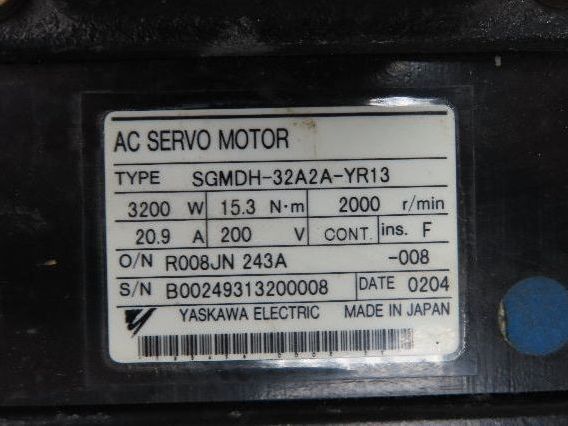 AC SERVO MOTOR
TYPE SGMDH-32A2A-YR13
3200 W 15.3 N·m 2000 r/min
20.9 A 200 V CONT. ins. F
O/N R008JN 243A -008
S/N B00249313200008 DATE 0204
YASKAWA ELECTRIC MADE IN JAPAN